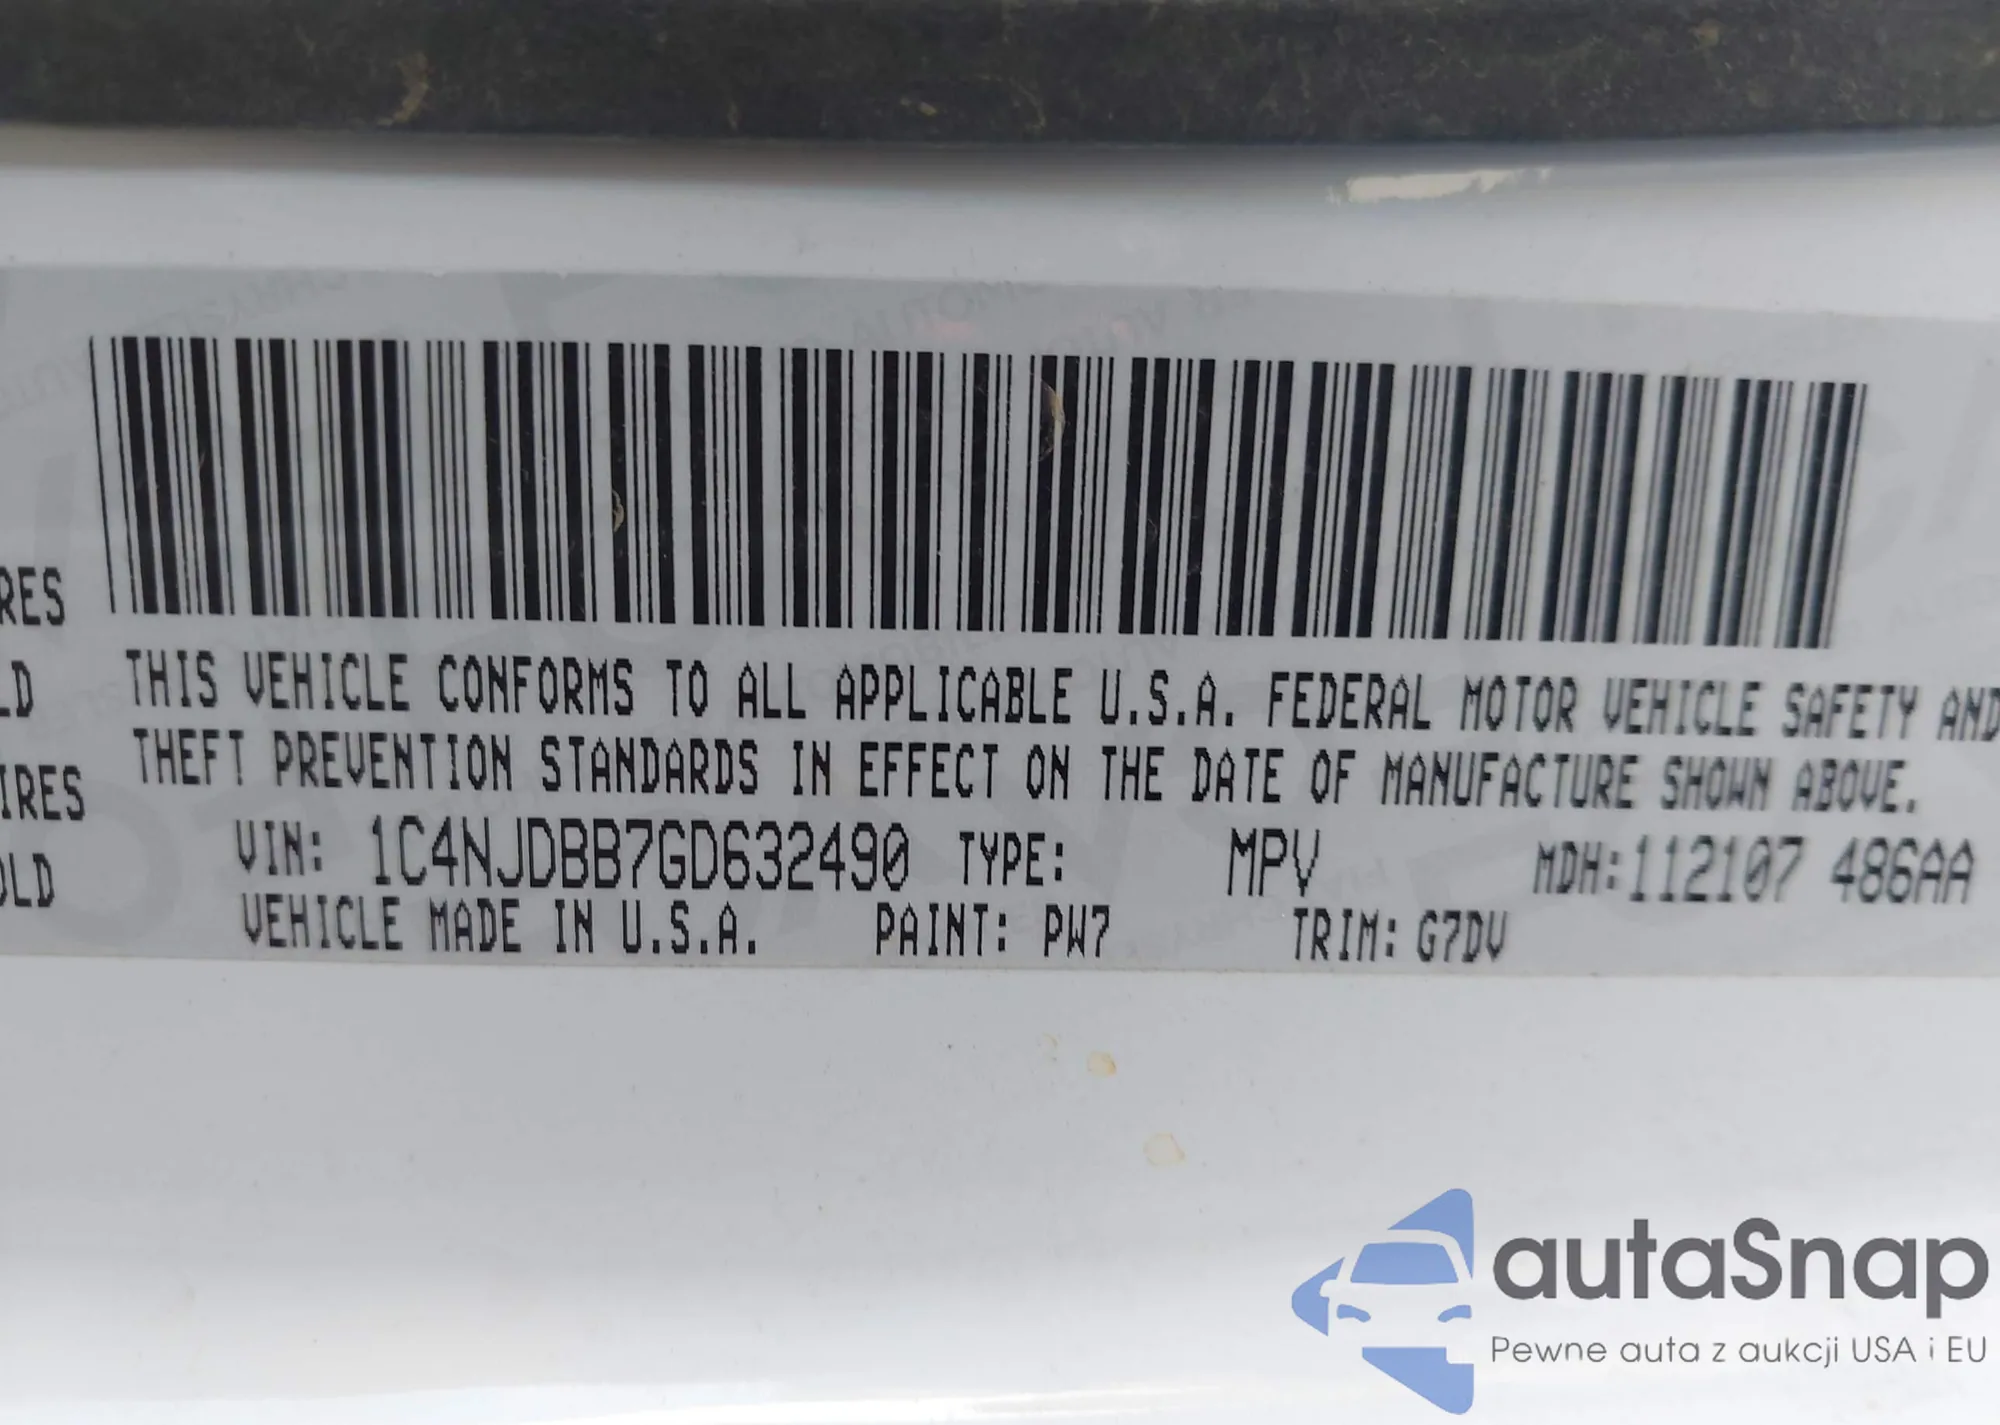 RES
LD
IRES
OLD
THIS VEHICLE CONFORMS TO ALL APPLICABLE U.S.A. FEDERAL MOTOR VEHICLE SAFETY AND
THEFT PREVENTION STANDARDS IN EFFECT ON THE DATE OF MANUFACTURE SHOWN ABOVE.
VIN: 1C4NJDBB7GD632490 TYPE: MPV MDH:112107 486AA
VEHICLE MADE IN U.S.A. PAINT: PW7 TRIM: G7DV
autaSnap
Pewne auta z aukcji USA i EU